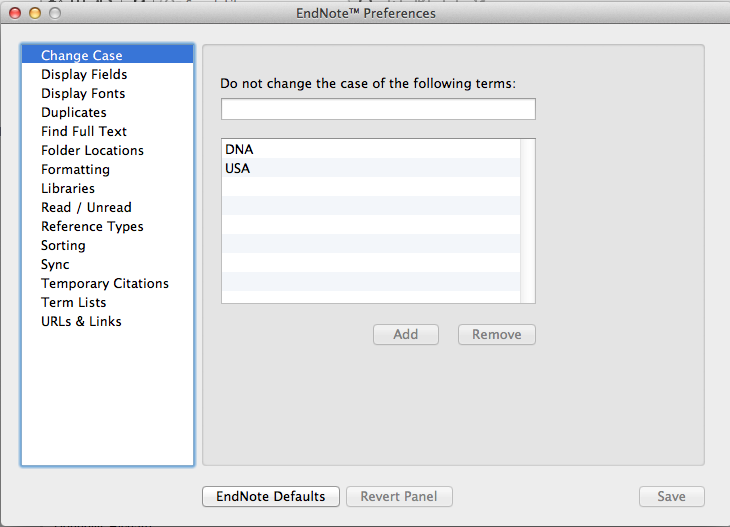 EndNote™ Preferences
Change Case
Display Fields
Display Fonts
Duplicates
Find Full Text
Folder Locations
Formatting
Libraries
Read / Unread
Reference Types
Sorting
Sync
Temporary Citations
Term Lists
URLs & Links
Do not change the case of the following terms:
DNA
USA
Add
Remove
EndNote Defaults
Revert Panel
Save